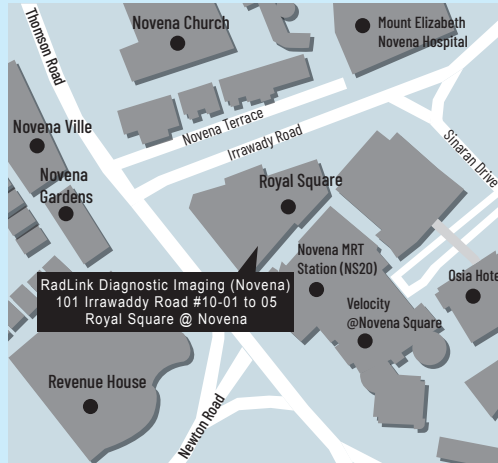 Thomson Road
Novena Church
Mount Elizabeth
Novena Hospital
Novena Ville
Novena Terrace
Irrawady Road
Sinaran Drive
Novena
Gardens
Royal Square
Novena MRT
Station (NS20)
Osia Hote
RadLink Diagnostic Imaging (Novena)
101 Irrawaddy Road #10-01 to 05
Royal Square @ Novena
Velocity
@Novena Square
Revenue House
Newton Road